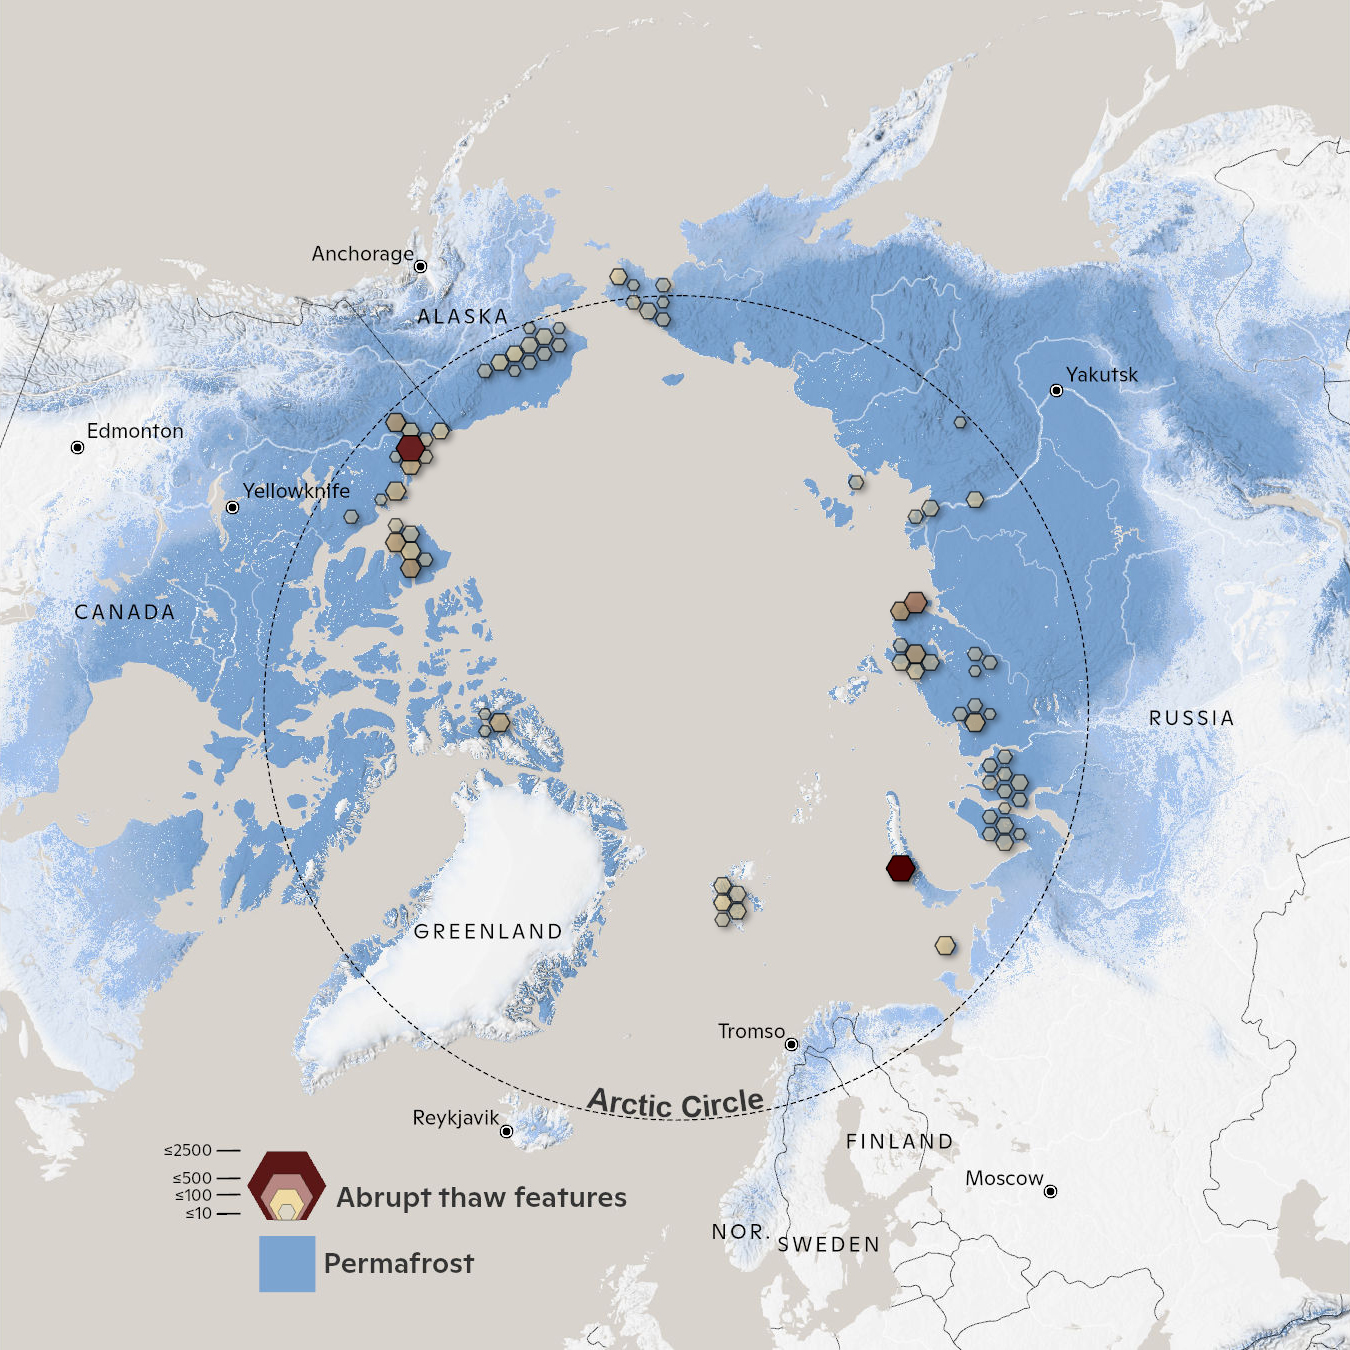 Anchorage
ALASKA
Yakutsk
Edmonton
Yellowknife
CANADA
RUSSIA
GREENLAND
Tromso
Arctic Circle
Reykjavik
FINLAND
Moscow
NOR.
SWEDEN
≤2500
≤500
≤100
≤10
Abrupt thaw features
Permafrost